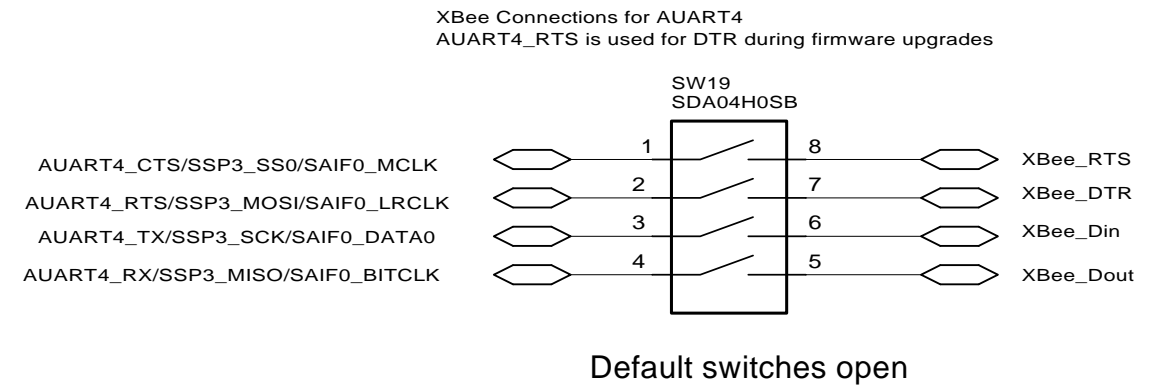 XBee Connections for AUART4
AUART4_RTS is used for DTR during firmware upgrades
SW19
SDA04H0SB
AUART4_CTS/SSP3_SS0/SAIF0_MCLK 1 8 XBee_RTS
AUART4_RTS/SSP3_MOSI/SAIF0_LRCLK 2 7 XBee_DTR
AUART4_TX/SSP3_SCK/SAIF0_DATA0 3 6 XBee_Din
AUART4_RX/SSP3_MISO/SAIF0_BITCLK 4 5 XBee_Dout
Default switches open